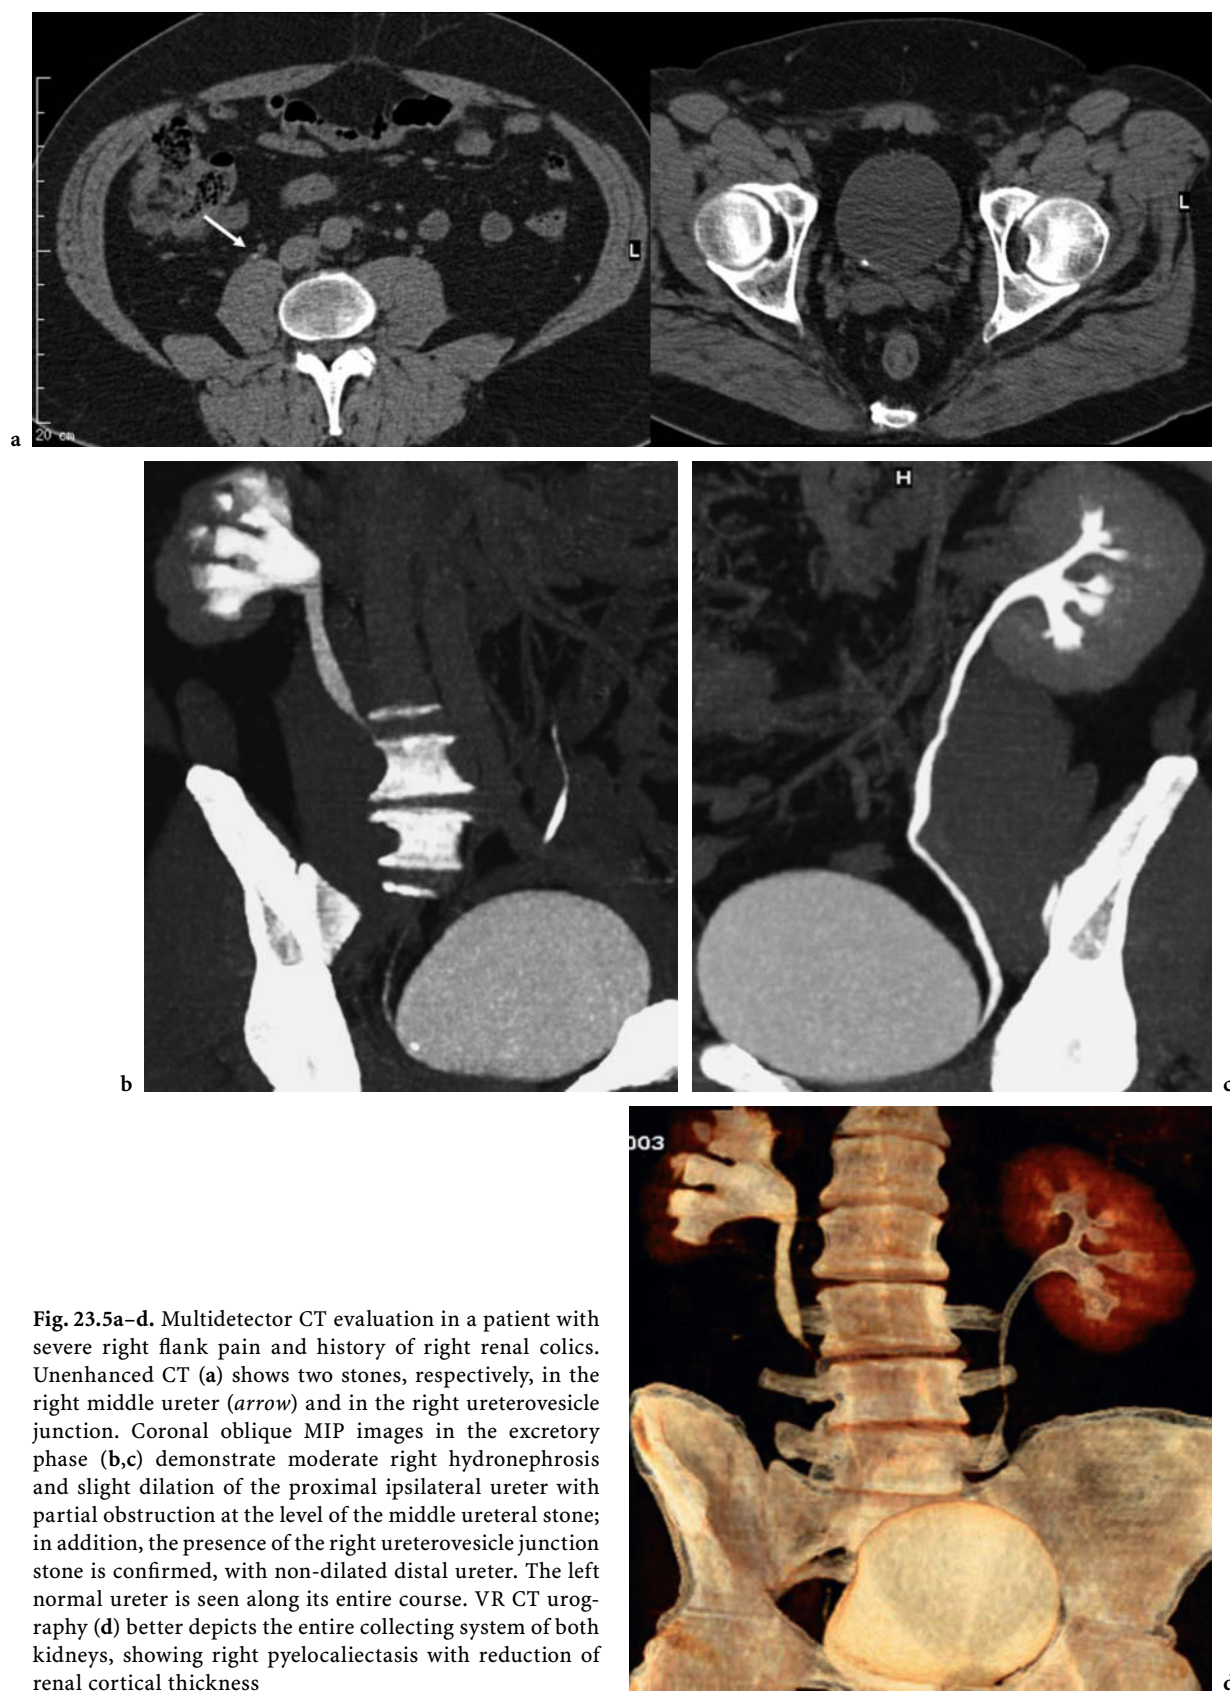 L
L
20 cm
a
H
b
c
003
Fig. 23.5a–d. Multidetector CT evaluation in a patient with
severe right flank pain and history of right renal colics.
Unenhanced CT (a) shows two stones, respectively, in the
right middle ureter (arrow) and in the right ureterovesicle
junction. Coronal oblique MIP images in the excretory
phase (b,c) demonstrate moderate right hydronephrosis
and slight dilation of the proximal ipsilateral ureter with
partial obstruction at the level of the middle ureteral stone;
in addition, the presence of the right ureterovesicle junction
stone is confirmed, with non-dilated distal ureter. The left
normal ureter is seen along its entire course. VR CT urog-
raphy (d) better depicts the entire collecting system of both
kidneys, showing right pyelocaliectasis with reduction of
renal cortical thickness
d